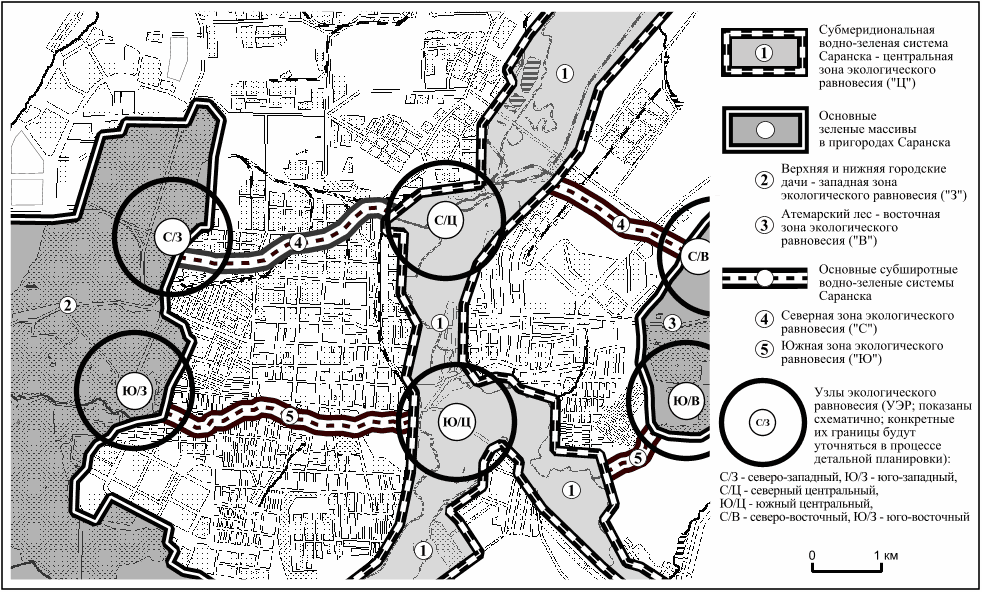 1
С/З
С/Ц
4
4
С/В
2
1
3
Ю/З
5
Ю/Ц
Ю/В
5
1
1
1
Субмеридиональная
водно-зеленая система
Саранска - центральная
зона экологического
равновесия ("Ц")
Основные
зеленые массивы
в пригородах Саранска
2
Верхняя и нижняя городские
дачи - западная зона
экологического равновесия ("З")
3
Атемарский лес - восточная
зона экологического
равновесия ("В")
Основные субширотные
водно-зеленые системы
Саранска
4
Северная зона экологического
равновесия ("С")
5
Южная зона экологического
равновесия ("Ю")
С/З
Узлы экологического
равновесия (УЭР; показаны
схематично; конкретные
их границы будут
уточняться в процессе
детальной планировки):
С/З - северо-западный, Ю/З - юго-западный,
С/Ц - северный центральный,
Ю/Ц - южный центральный,
С/В - северо-восточный, Ю/З - юго-восточный
0 1 км